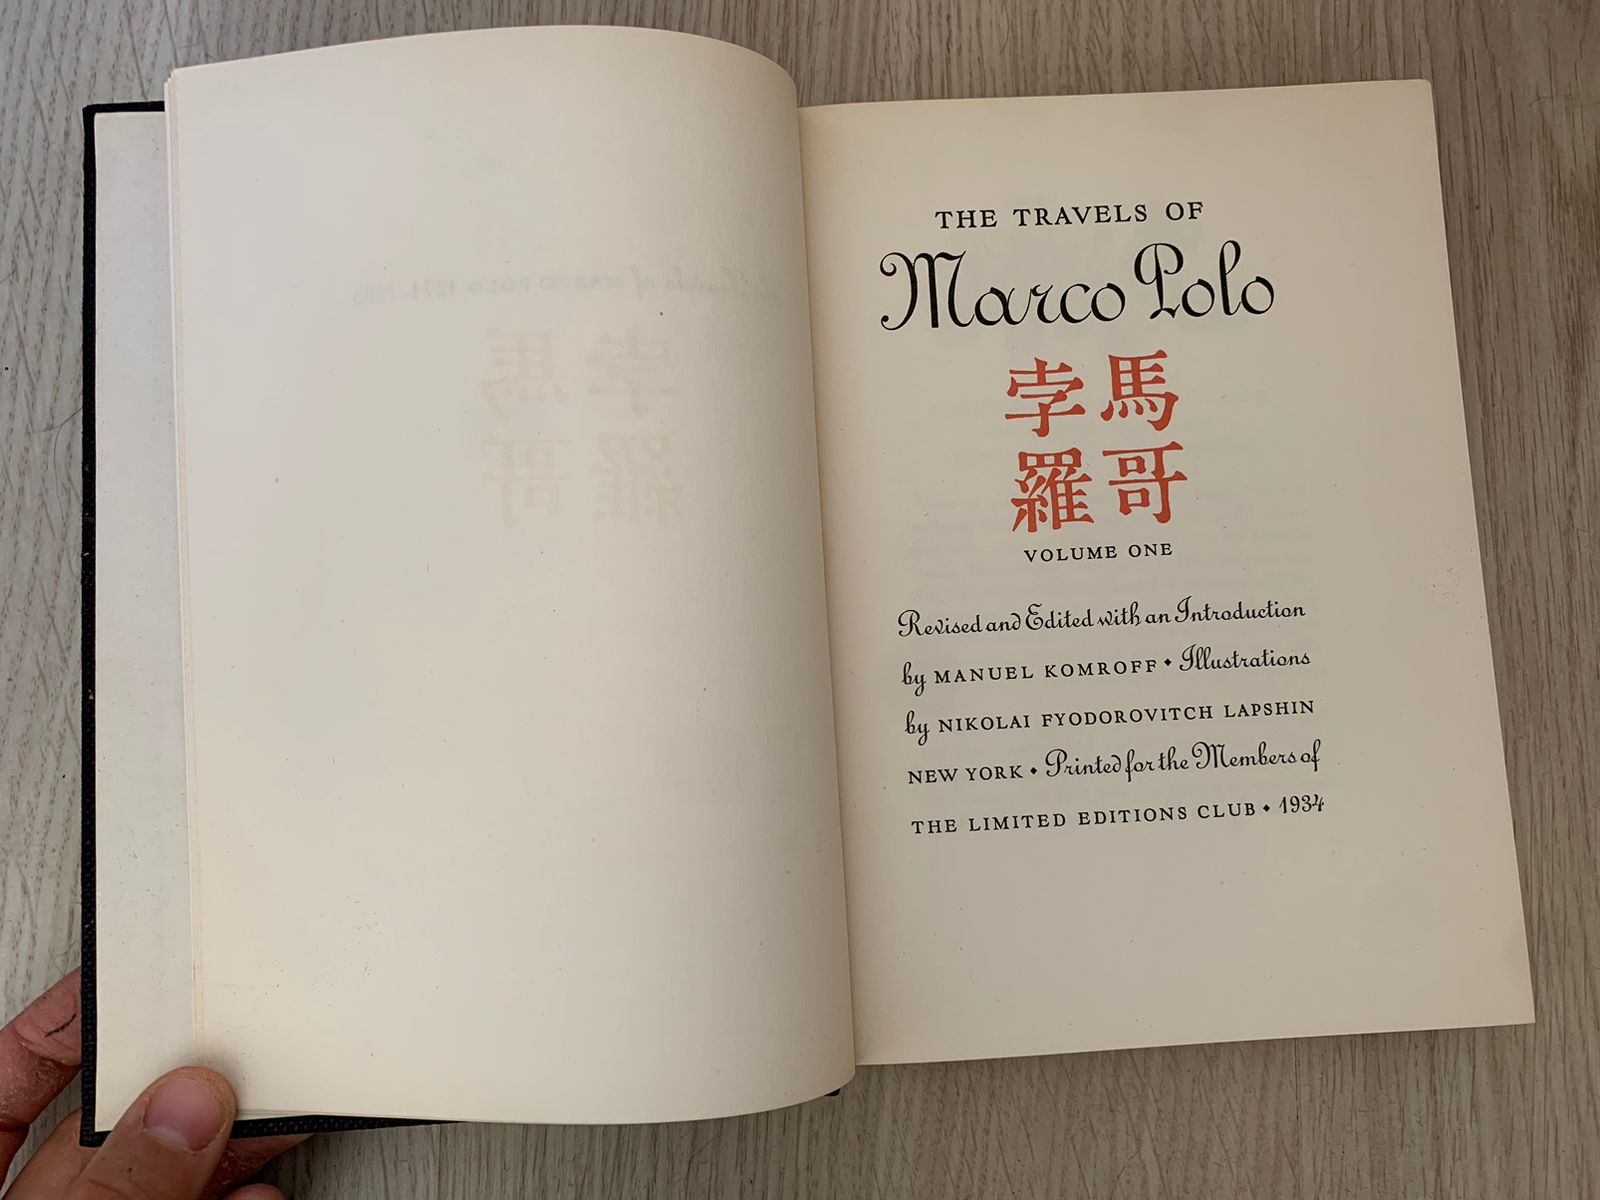 THE TRAVELS OF
Marco Polo
馬哥
孛羅
VOLUME ONE
Revised and Edited with an Introduction
by MANUEL KOMROFF ⬥ Illustrations
by NIKOLAI FYODOROVITCH LAPSHIN
NEW YORK ⬥ Printed for the Members of
THE LIMITED EDITIONS CLUB ⬥ 1934